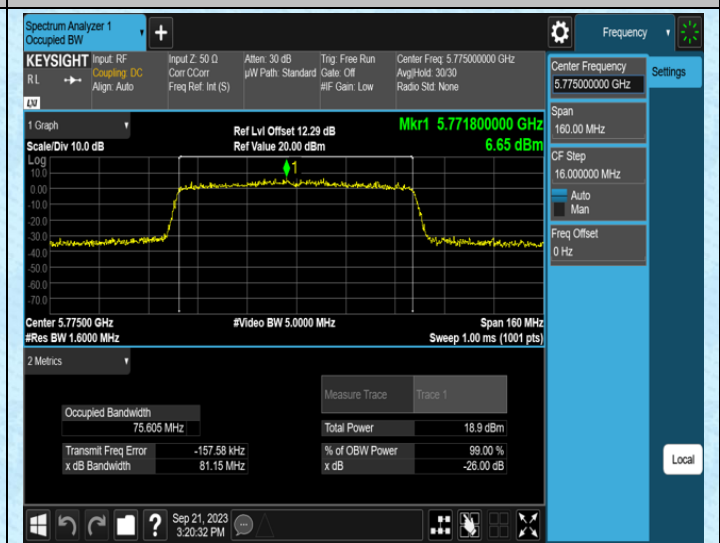 Spectrum Analyzer 1
Occupied BW
Frequency
KEYSIGHT
R L
LXI
Input: RF
Coupling: DC
Align: Auto
Input Z: 50 Ω
Corr CCorr
Freq Ref: Int (S)
Atten: 30 dB
µW Path: Standard
Trig: Free Run
Gate: Off
#IF Gain: Low
Center Freq: 5.775000000 GHz
Avg|Hold: 30/30
Radio Std: None
Center Frequency
5.775000000 GHz
Settings
Span
160.00 MHz
CF Step
16.000000 MHz
Auto
Man
Freq Offset
0 Hz
1 Graph
Scale/Div 10.0 dB
Ref Lvl Offset 12.29 dB
Ref Value 20.00 dBm
Mkr1 5.771800000 GHz
6.65 dBm
Log
10.0
0.00
-10.0
-20.0
-30.0
-40.0
-50.0
-60.0
-70.0
1
Center 5.77500 GHz
#Res BW 1.6000 MHz
#Video BW 5.0000 MHz
Span 160 MHz
Sweep 1.00 ms (1001 pts)
2 Metrics
Measure Trace
Trace 1
Occupied Bandwidth
75.605 MHz
Total Power
18.9 dBm
Transmit Freq Error
-157.58 kHz
% of OBW Power
99.00 %
x dB Bandwidth
81.15 MHz
x dB
-26.00 dB
Local
?
Sep 21, 2023
3:20:32 PM